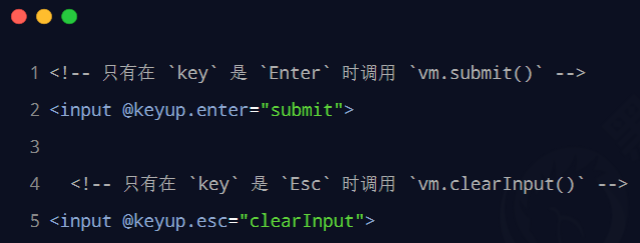 1 <!-- 只有在 `key` 是 `Enter` 时调用 `vm.submit()` -->
2 <input @keyup.enter="submit">
3
4 <!-- 只有在 `key` 是 `Esc` 时调用 `vm.clearInput()` -->
5 <input @keyup.esc="clearInput">